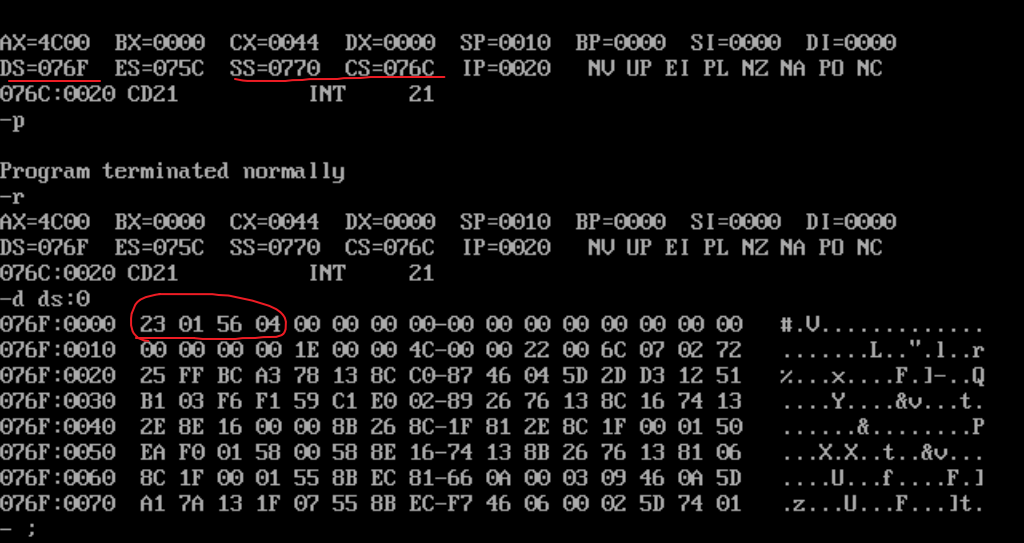 AX=4C00 BX=0000 CX=0044 DX=0000 SP=0010 BP=0000 SI=0000 DI=0000
DS=076F ES=075C SS=0770 CS=076C IP=0020 NV UP EI PL NZ NA PO NC
076C:0020 CD21 INT 21
-p
Program terminated normally
-r
AX=4C00 BX=0000 CX=0044 DX=0000 SP=0010 BP=0000 SI=0000 DI=0000
DS=076F ES=075C SS=0770 CS=076C IP=0020 NV UP EI PL NZ NA PO NC
076C:0020 CD21 INT 21
-d ds:0
076F:0000 23 01 56 04 00 00 00 00-00 00 00 00 00 00 00 00 #.V.............
076F:0010 00 00 00 00 1E 00 00 4C-00 00 22 00 6C 07 02 72 .......L..".l..r
076F:0020 25 FF BC A3 78 13 8C C0-87 46 04 5D 2D D3 12 51 %...x....F.]-..Q
076F:0030 B1 03 F6 F1 59 C1 E0 02-89 26 76 13 8C 16 74 13 ....Y....&v...t.
076F:0040 2E 8E 16 00 00 8B 26 8C-1F 81 2E 8C 1F 00 01 50 ......&........P
076F:0050 EA F0 01 58 00 58 8E 16-74 13 8B 26 76 13 81 06 ...X.X..t..&v...
076F:0060 8C 1F 00 01 55 8B EC 81-66 0A 00 03 09 46 0A 5D ....U...f....F.]
076F:0070 A1 7A 13 1F 07 55 8B EC-F7 46 06 00 02 5D 74 01 .z...U...F...]t.
- ;